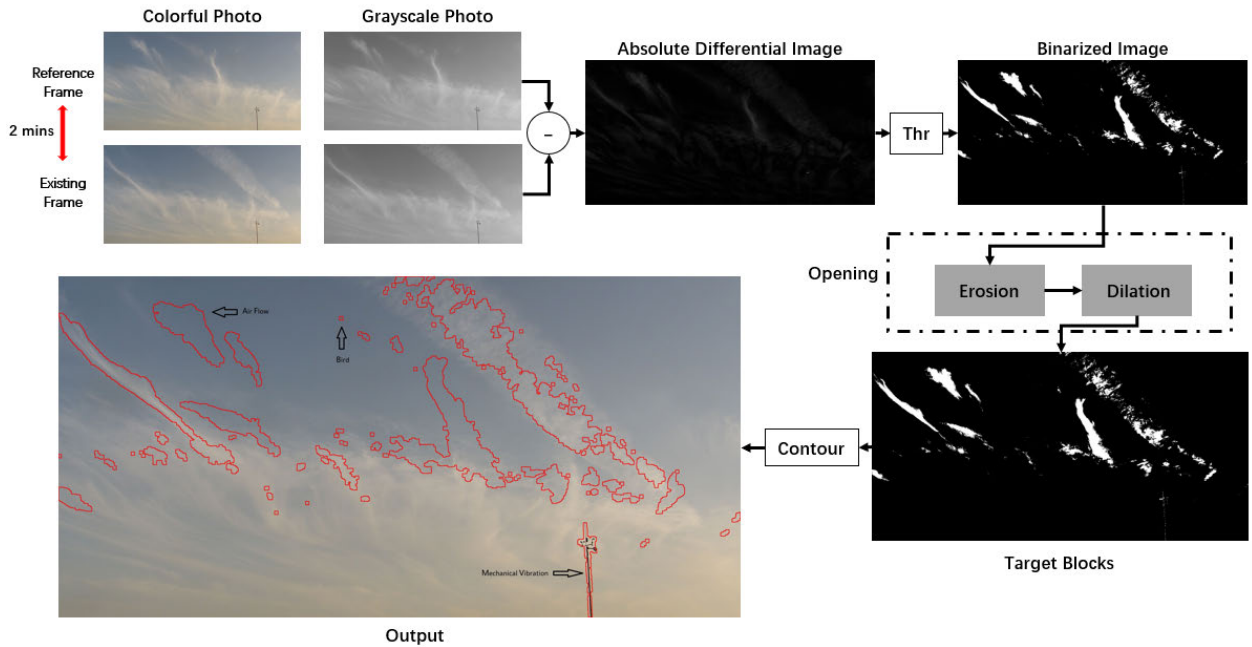 Colorful Photo
Grayscale Photo
Absolute Differential Image
Binarized Image
Reference
Frame
2 mins
Existing
Frame
–
Thr
Opening
Erosion
Dilation
Air Flow
Bird
Contour
Mechanical Vibration
Target Blocks
Output